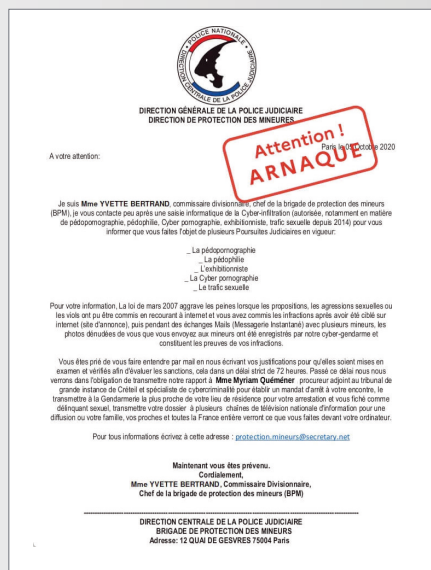 POLICE NATIONALE
DIRECTION CENTRALE DE LA POLICE JUDICIAIRE
DIRECTION GÉNÉRALE DE LA POLICE JUDICIAIRE
DIRECTION DE PROTECTION DES MINEURES
Attention !
ARNAQUE
Paris le 05 Octobre 2020
A votre attention:
Je suis Mme YVETTE BERTRAND, commissaire divisionnaire, chef de la brigade de protection des mineurs
(BPM), je vous contacte peu après une saisie informatique de la Cyber-infiltration (autorisée, notamment en matière
de pédopornographie, pédophilie, Cyber pornographie, exhibitionniste, trafic sexuelle depuis 2014) pour vous
informer que vous faites l'objet de plusieurs Poursuites Judiciaires en vigueur:
_ La pédopornographie
_ La pédophilie
_ L'exhibitionniste
_ La Cyber pornographie
_ Le trafic sexuelle
Pour votre information, La loi de mars 2007 aggrave les peines lorsque les propositions, les agressions sexuelles ou
les viols ont pu être commis en recourant à internet et vous avez commis les infractions après avoir été ciblé sur
internet (site d'annonce), puis pendant des échanges Mails (Messagerie Instantané) avec plusieurs mineurs, les
photos dénudées de vous que vous envoyez aux mineurs ont été enregistrés par notre cyber-gendarme et
constituent les preuves de vos infractions.
Vous êtes prié de vous faire entendre par mail en nous écrivant vos justifications pour qu'elles soient mises en
examen et vérifiés afin d'évaluer les sanctions, cela dans un délai strict de 72 heures. Passé ce délai nous nous
verrons dans l'obligation de transmettre notre rapport à Mme Myriam Quéméner procureur adjoint au tribunal de
grande instance de Créteil et spécialiste de cybercriminalité pour établir un mandat d'arrêt à votre encontre, le
transmettre à la Gendarmerie la plus proche de votre lieu de résidence pour votre arrestation et vous fiché comme
délinquant sexuel, transmettre votre dossier à plusieurs chaînes de télévision nationale d'information pour une
diffusion ou votre famille, vos proches et toutes la France entière verront ce que vous faites devant votre ordinateur.
Pour tous informations écrivez à cette adresse : protection.mineurs@secretary.net
Maintenant vous êtes prévenu.
Cordialement,
Mme YVETTE BERTRAND, Commissaire Divisionnaire,
Chef de la brigade de protection des mineurs (BPM)
DIRECTION CENTRALE DE LA POLICE JUDICIAIRE
BRIGADE DE PROTECTION DES MINEURS
Adresse: 12 QUAI DE GESVRES 75004 Paris